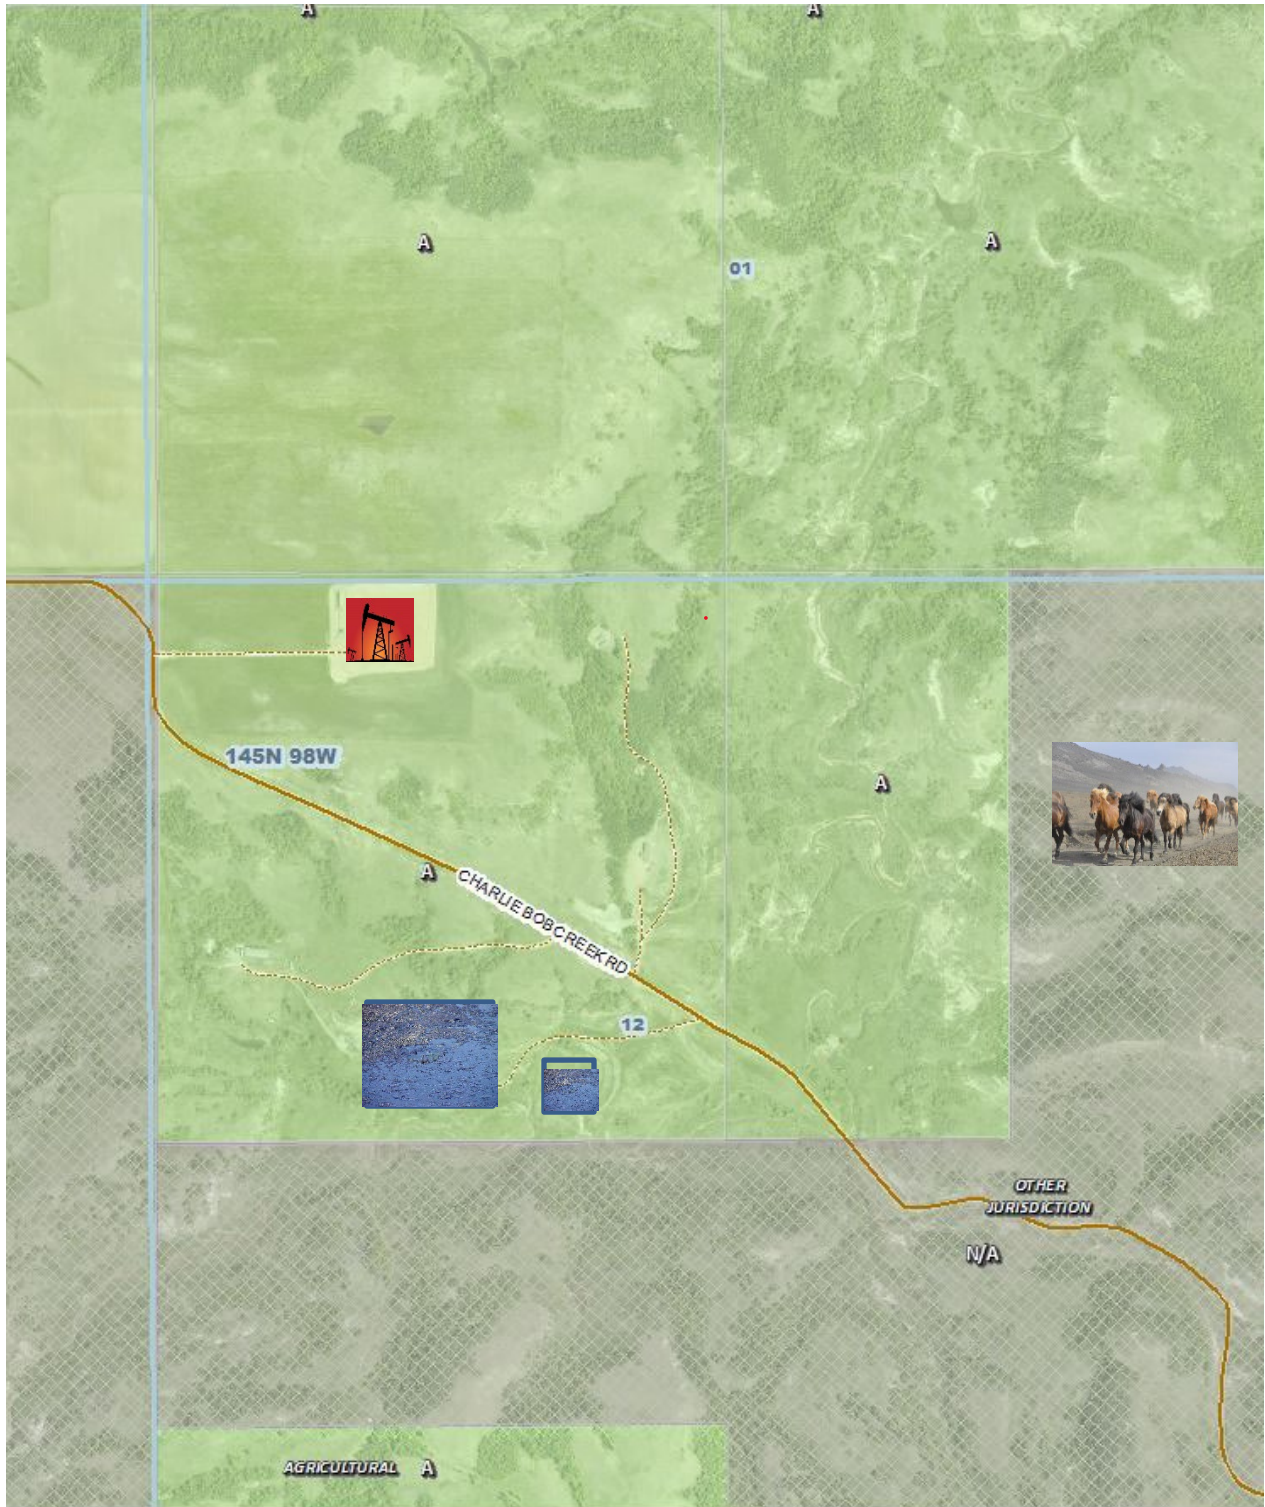 A
A
A
A
01
145N 98W
A
A
CHARLIE BOB CREEK RD
12
OTHER
JURISDICTION
N/A
AGRICULTURAL A